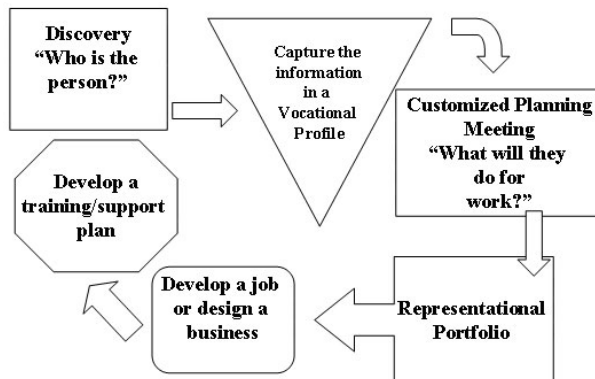 Discovery
“Who is the
person?”
Capture the
information
in a
Vocational
Profile
Customized Planning
Meeting
“What will they
do for
work?”
Representational
Portfolio
Develop a job
or design a
business
Develop a
training/support
plan